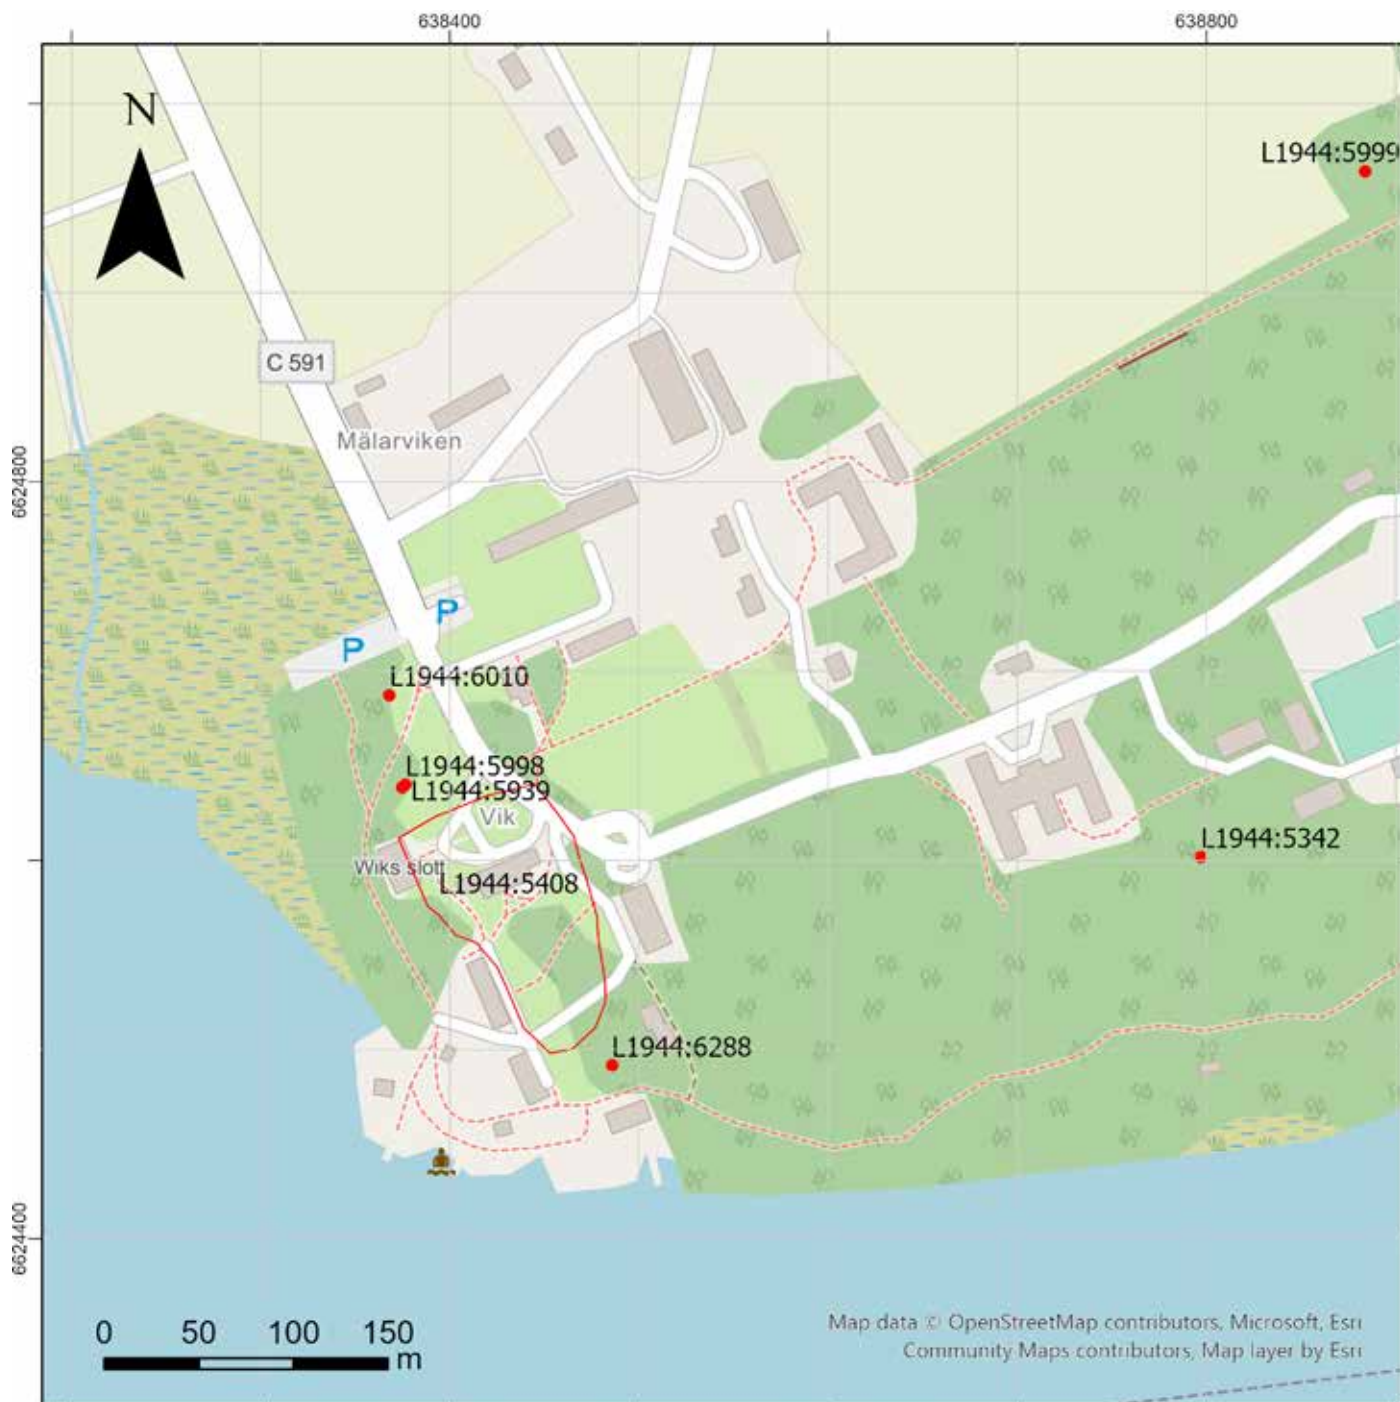 638400
638800
N
L1944:5999
C 591
Mälarviken
6624800
P
P
L1944:6010
L1944:5998
L1944:5939
Vik
L1944:5342
Wiks slott
L1944:5408
L1944:6288
6624400
0 50 100 150
m
Map data © OpenStreetMap contributors, Microsoft, Esri
Community Maps contributors, Map layer by Esri